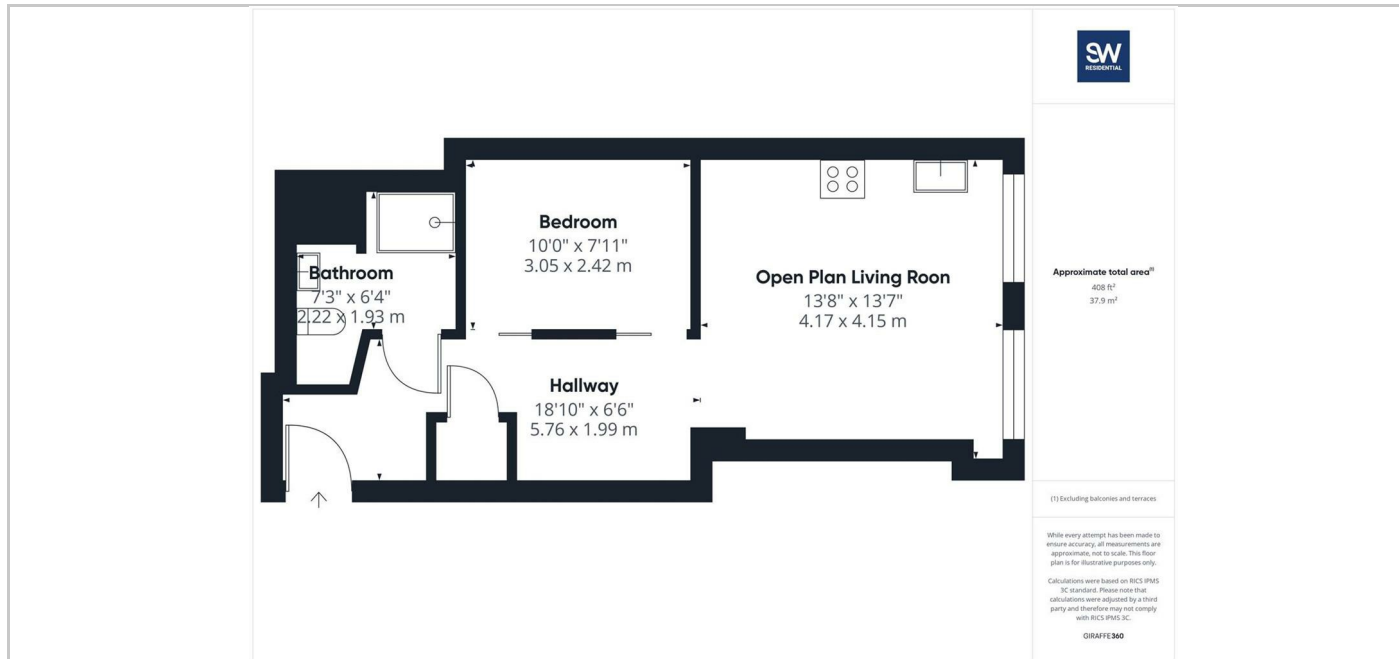 SW
RESIDENTIAL
Bedroom
10'0" x 7'11"
3.05 x 2.42 m
Bathroom
7'3" x 6'4"
2.22 x 1.93 m
Open Plan Living Roon
13'8" x 13'7"
4.17 x 4.15 m
Hallway
18'10" x 6'6"
5.76 x 1.99 m
Approximate total area(1)
408 ft²
37.9 m²
(1) Excluding balconies and terraces
While every attempt has been made to
ensure accuracy, all measurements are
approximate, not to scale. This floor
plan is for illustrative purposes only.
Calculations were based on RICS IPMS
3C standard. Please note that
calculations were adjusted by a third
party and therefore may not comply
with RICS IPMS 3C.
GIRAFFE360